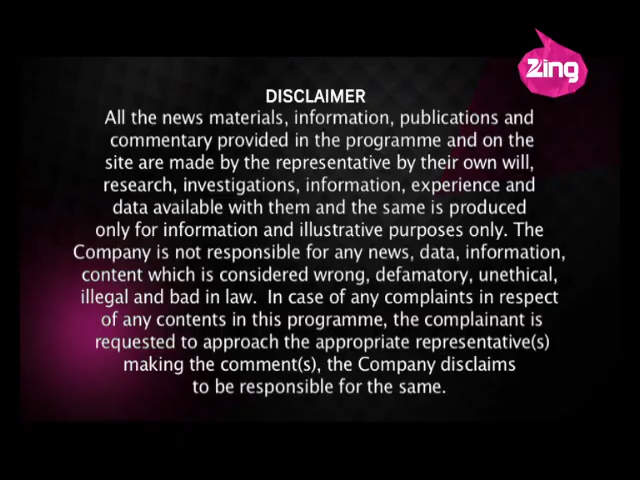 Zing
DISCLAIMER
All the news materials, information, publications and
commentary provided in the programme and on the
site are made by the representative by their own will,
research, investigations, information, experience and
data available with them and the same is produced
only for information and illustrative purposes only. The
Company is not responsible for any news, data, information,
content which is considered wrong, defamatory, unethical,
illegal and bad in law. In case of any complaints in respect
of any contents in this programme, the complainant is
requested to approach the appropriate representative(s)
making the comment(s), the Company disclaims
to be responsible for the same.